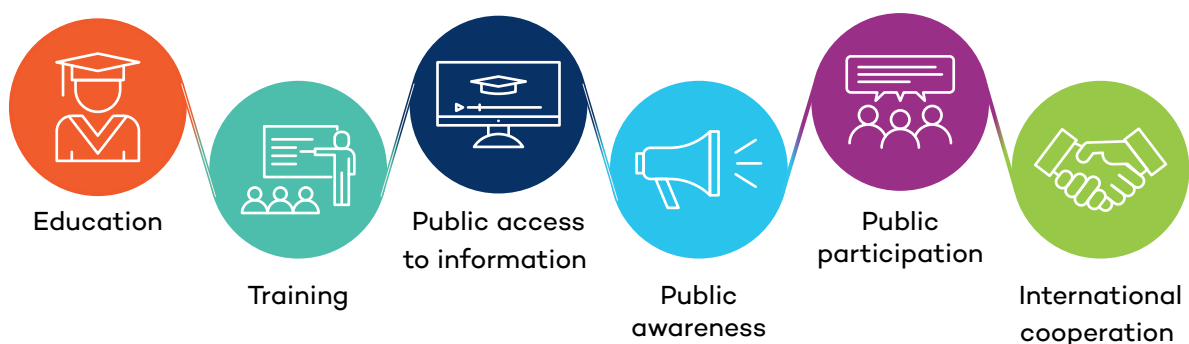 Education
Training
Public access
to information
Public
awareness
Public
participation
International
cooperation